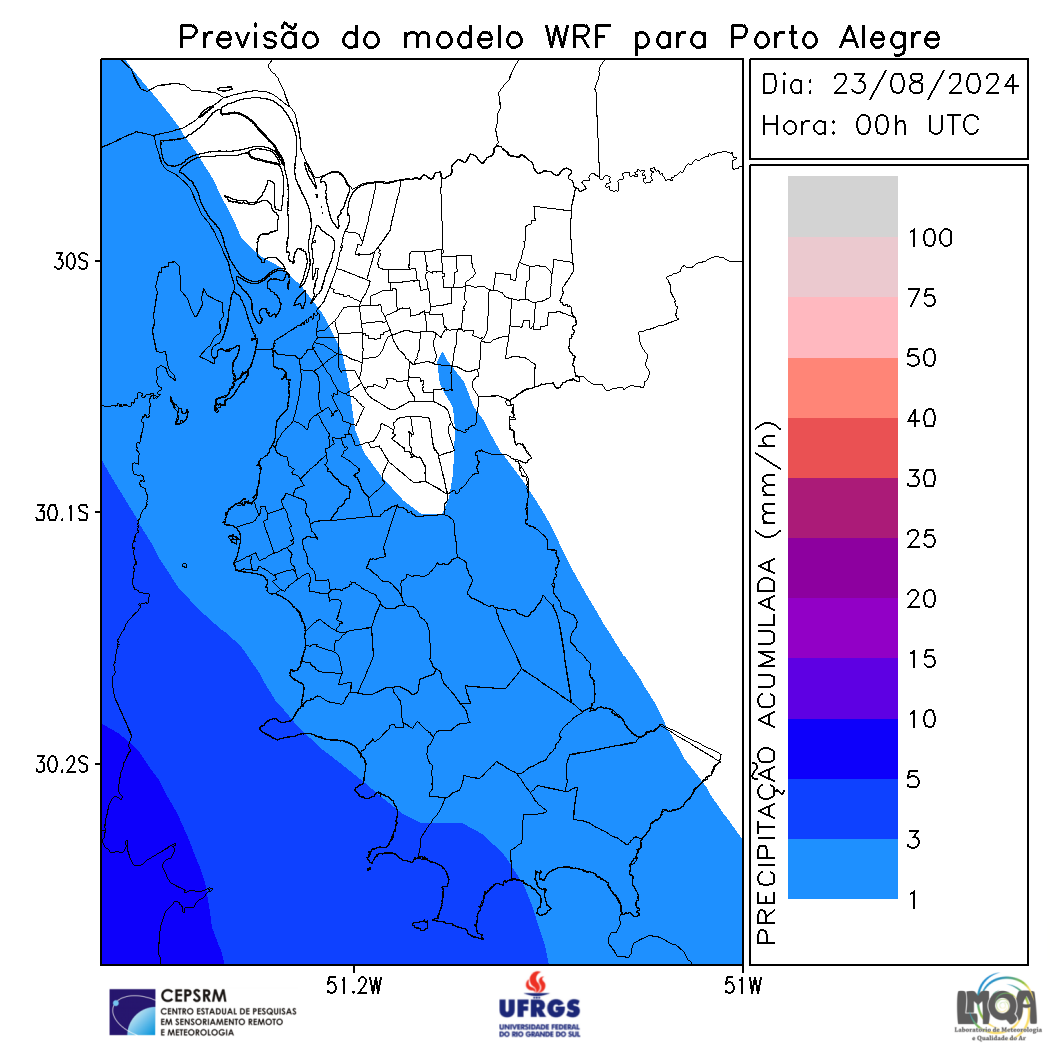 Previsão do modelo WRF para Porto Alegre
Dia: 23/08/2024
Hora: 00h UTC
30S
30.1S
30.2S
51.2W
51W
PRECIPITAÇÃO ACUMULADA (mm/h)
100
75
50
40
30
25
20
15
10
5
3
1
CEPSRM
CENTRO ESTADUAL DE PESQUISAS
EM SENSORIAMENTO REMOTO
E METEOROLOGIA
UFRGS
UNIVERSIDADE FEDERAL
DO RIO GRANDE DO SUL
LMQA
Laboratório de Meteorologia
e Qualidade do Ar